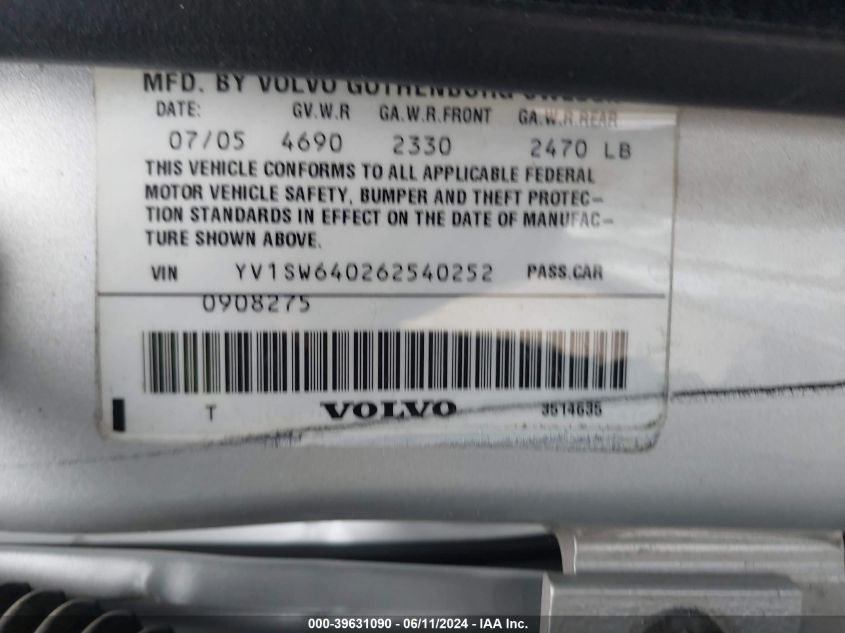 MFD. BY VOLVO GOTHENBURG SWEDEN
DATE: GV.W.R GA.W.R.FRONT GA.W.R.REAR
07/05 4690 2330 2470 LB
THIS VEHICLE CONFORMS TO ALL APPLICABLE FEDERAL
MOTOR VEHICLE SAFETY, BUMPER AND THEFT PROTEC-
TION STANDARDS IN EFFECT ON THE DATE OF MANUFAC-
TURE SHOWN ABOVE.
VIN YV1SW640262540252 PASS.CAR
0908275
T VOLVO 3514635
000-39631090 - 06/11/2024 - IAA Inc.